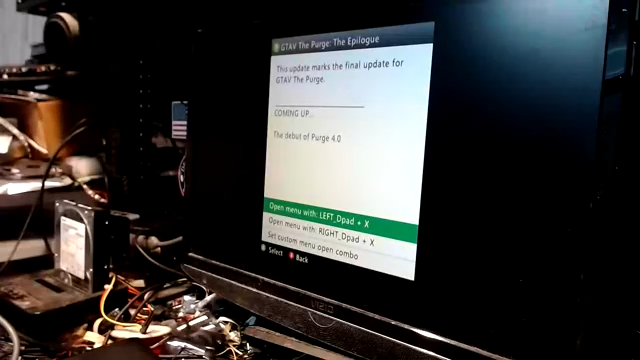 GTAV The Purge: The Epilogue
This update marks the final update for
GTAV The Purge.
COMING UP...
The debut of Purge 4.0
Open menu with: LEFT_Dpad + X
Open menu with: RIGHT_Dpad + X
Set custom menu open combo
Select
Back
VIZIO